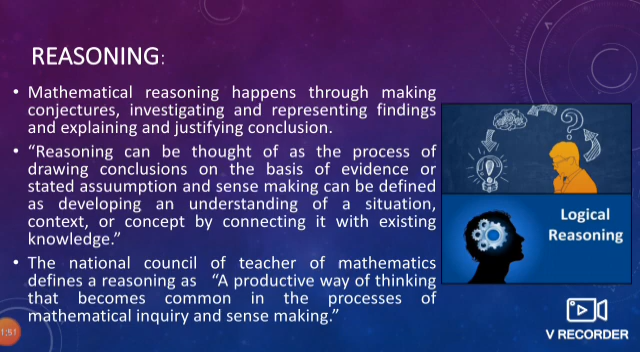 REASONING:
• Mathematical reasoning happens through making
conjectures, investigating and representing findings
and explaining and justifying conclusion.
• “Reasoning can be thought of as the process of
drawing conclusions on the basis of evidence or
stated assuumption and sense making can be defined
as developing an understanding of a situation,
context, or concept by connecting it with existing
knowledge.”
• The national council of teacher of mathematics
defines a reasoning as “A productive way of thinking
that becomes common in the processes of
mathematical inquiry and sense making.”
?
Logical
Reasoning
1:51
V RECORDER